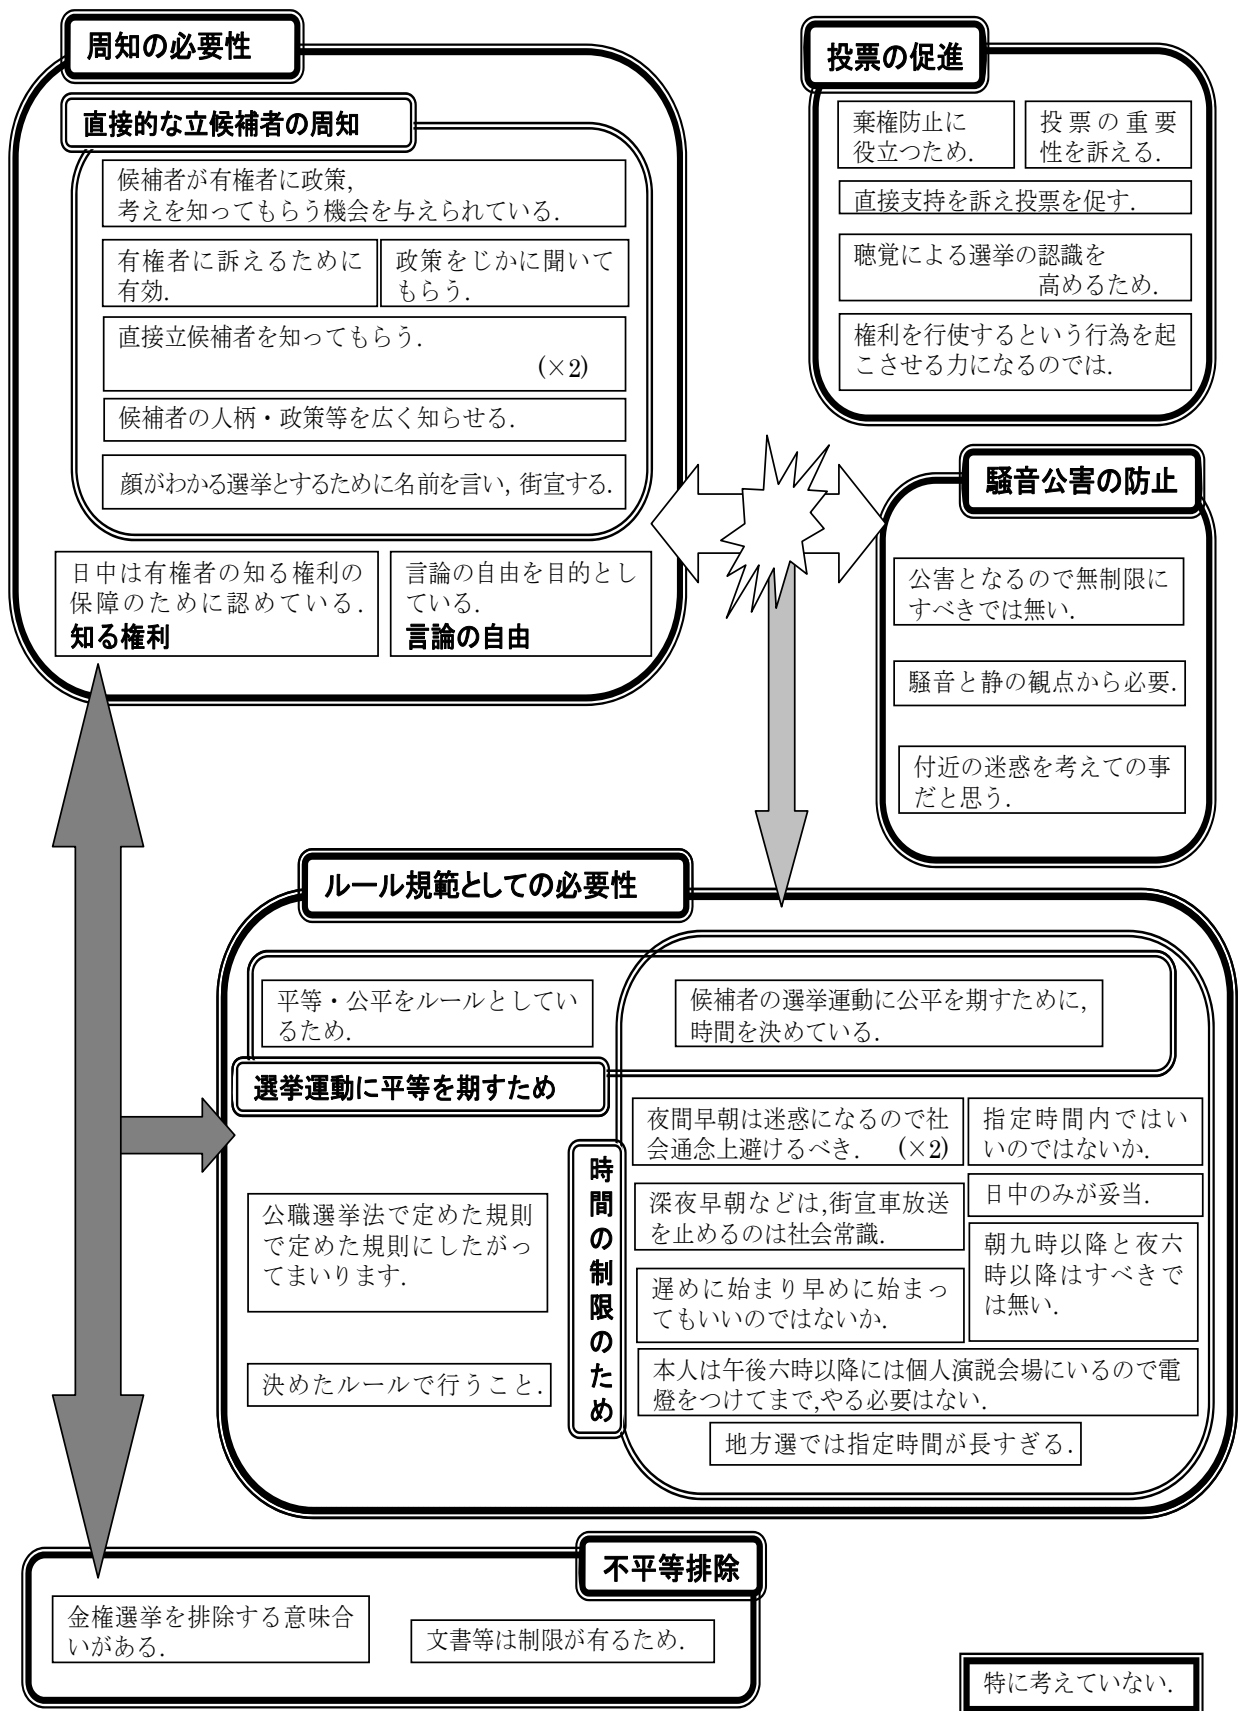 周知の必要性
直接的な立候補者の周知
候補者が有権者に政策,
考えを知ってもらう機会を与えられている.
有権者に訴えるために
有効.
政策をじかに聞いて
もらう.
直接立候補者を知ってもらう.
(×2)
候補者の人柄・政策等を広く知らせる.
顔がわかる選挙とするために名前を言い, 街宣する.
日中は有権者の知る権利の
保障のために認めている.
知る権利
言論の自由を目的とし
ている.
言論の自由
投票の促進
棄権防止に
役立つため.
投票の重要
性を訴える.
直接支持を訴え投票を促す.
聴覚による選挙の認識を
高めるため.
権利を行使するという行為を起
こさせる力になるのでは.
騒音公害の防止
公害となるので無制限に
すべきでは無い.
騒音と静の観点から必要.
付近の迷惑を考えての事
だと思う.
ルール規範としての必要性
平等・公平をルールとしてい
るため.
候補者の選挙運動に公平を期すために,
時間を決めている.
選挙運動に平等を期すため
公職選挙法で定めた規則
で定めた規則にしたがっ
てまいります.
決めたルールで行うこと.
時間の制限のため
夜間早朝は迷惑になるので社
会通念上避けるべき. (×2)
指定時間内ではい
いのではないか.
深夜早朝などは,街宣車放送
を止めるのは社会常識.
日中のみが妥当.
朝九時以降と夜六
時以降はすべきで
は無い.
遅めに始まり早めに始まっ
てもいいのではないか.
本人は午後六時以降には個人演説会場にいるので電
燈をつけてまで,やる必要はない.
地方選では指定時間が長すぎる.
不平等排除
金権選挙を排除する意味合
いがある.
文書等は制限が有るため.
特に考えていない.